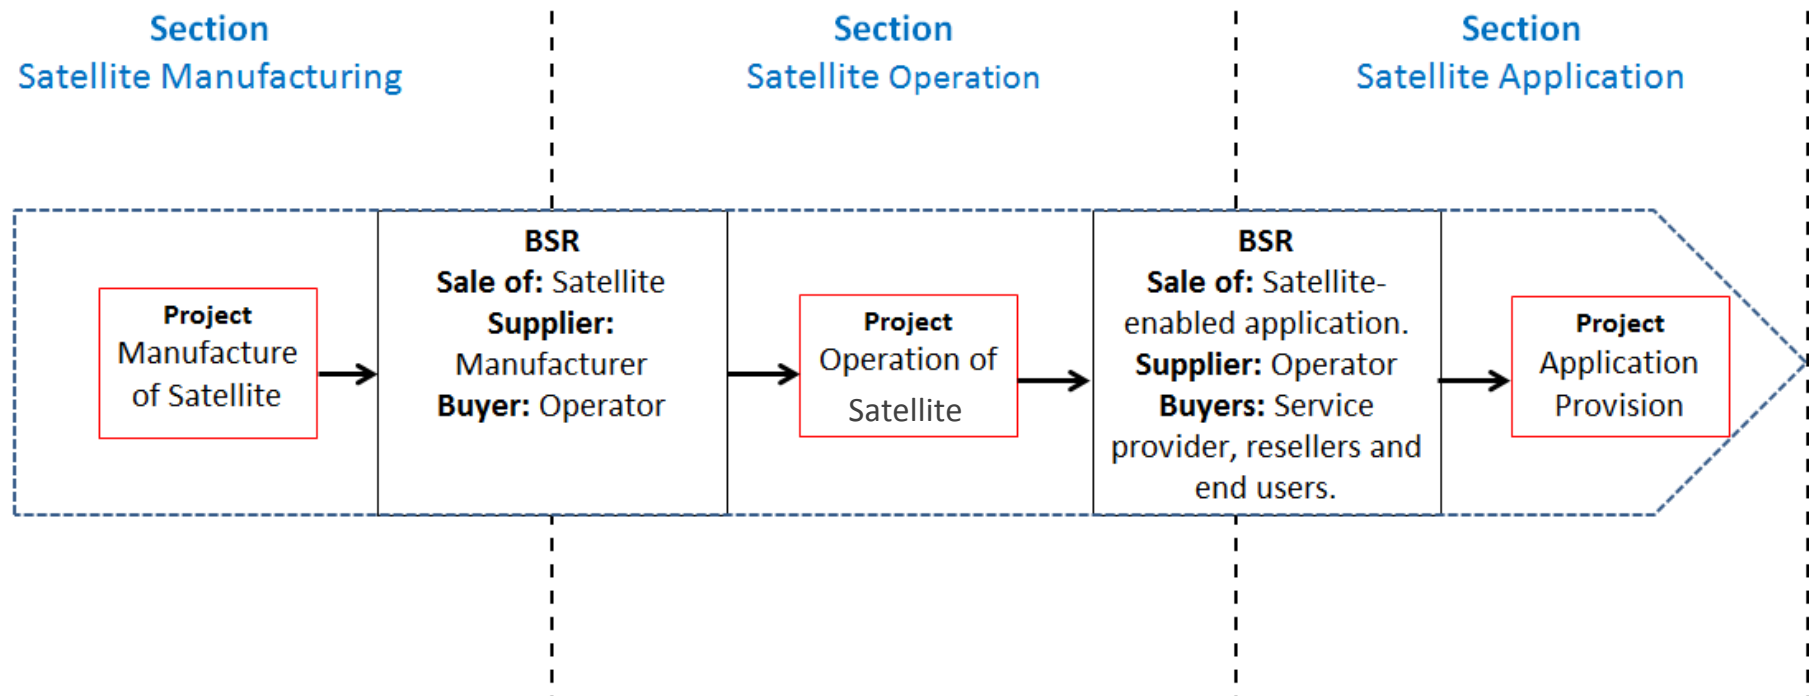 Section
Satellite Manufacturing
Section
Satellite Operation
Section
Satellite Application
Project
Manufacture
of Satellite
BSR
Sale of: Satellite
Supplier:
Manufacturer
Buyer: Operator
Project
Operation of
Satellite
BSR
Sale of: Satellite-
enabled application.
Supplier: Operator
Buyers: Service
provider, resellers and
end users.
Project
Application
Provision